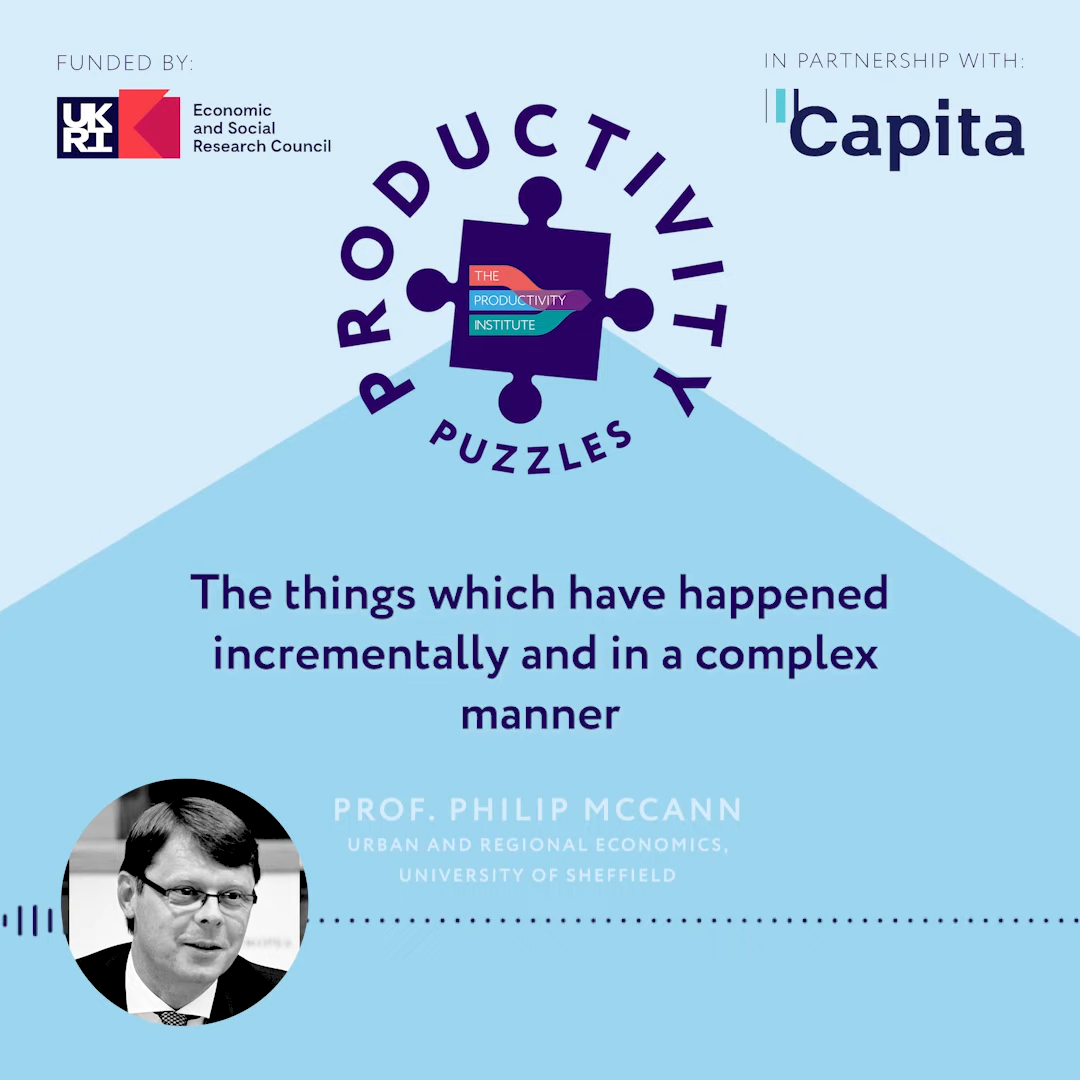 FUNDED BY:
UK
RI
Economic
and Social
Research Council
IN PARTNERSHIP WITH:
Capita
PRODUCTIVITY
THE
PRODUCTIVITY
INSTITUTE
PUZZLES
The things which have happened
incrementally and in a complex
manner
PROF. PHILIP MCCANN
URBAN AND REGIONAL ECONOMICS,
UNIVERSITY OF SHEFFIELD